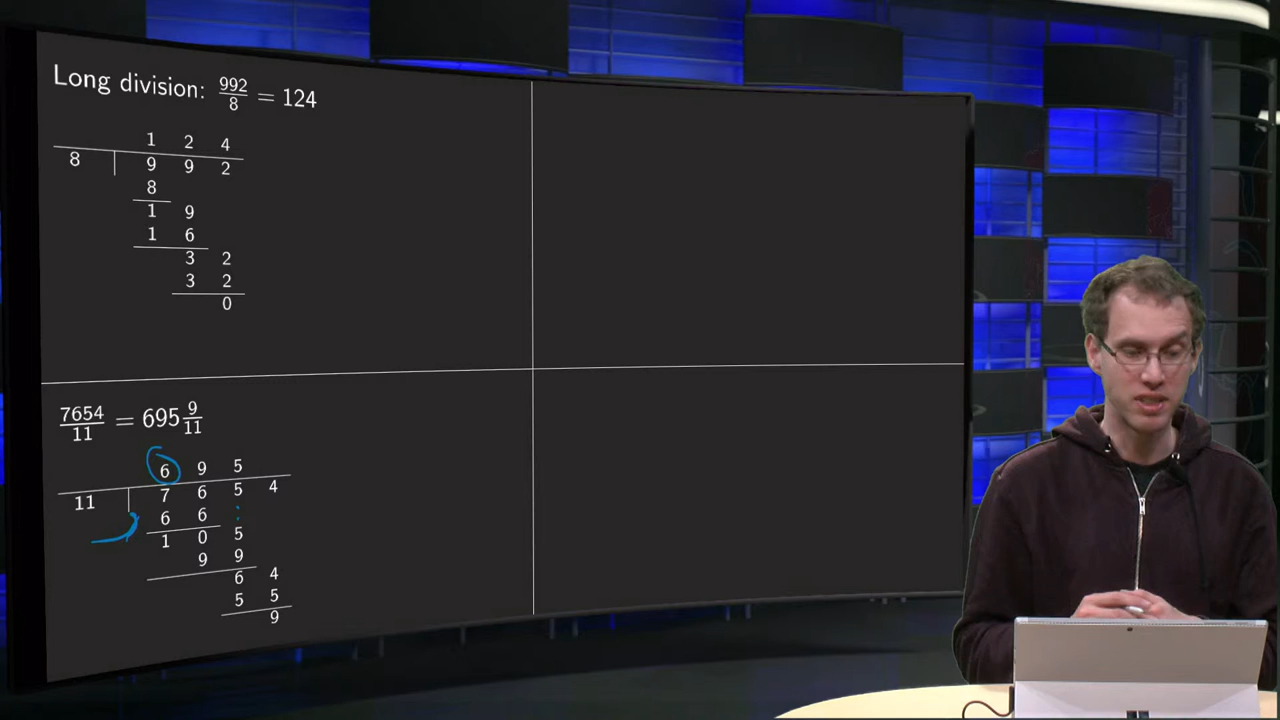 Long division: 992/8 = 124
1 2 4
8 | 9 9 2
8
1 9
1 6
3 2
3 2
0
7654/11 = 695 9/11
6 9 5
11 | 7 6 5 4
6 6 :
1 0 5
9 9
6 4
5 5
9